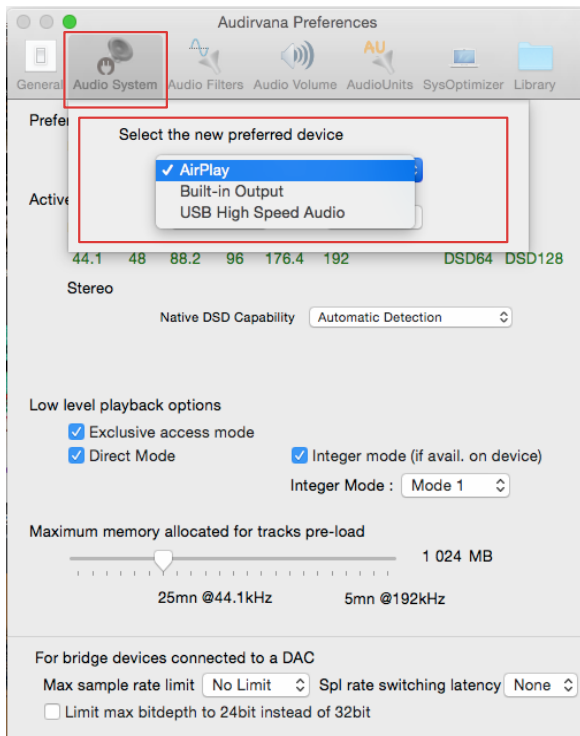 Audirvana Preferences
General Audio System Audio Filters Audio Volume AudioUnits SysOptimizer Library
AU
Prefe
Select the new preferred device
✓ AirPlay
Built-in Output
USB High Speed Audio
Active
44.1 48 88.2 96 176.4 192 DSD64 DSD128
Stereo
Native DSD Capability Automatic Detection
Low level playback options
Exclusive access mode
Direct Mode Integer mode (if avail. on device)
Integer Mode : Mode 1
Maximum memory allocated for tracks pre-load
1 024 MB
25mn @44.1kHz 5mn @192kHz
For bridge devices connected to a DAC
Max sample rate limit No Limit Spl rate switching latency None
Limit max bitdepth to 24bit instead of 32bit